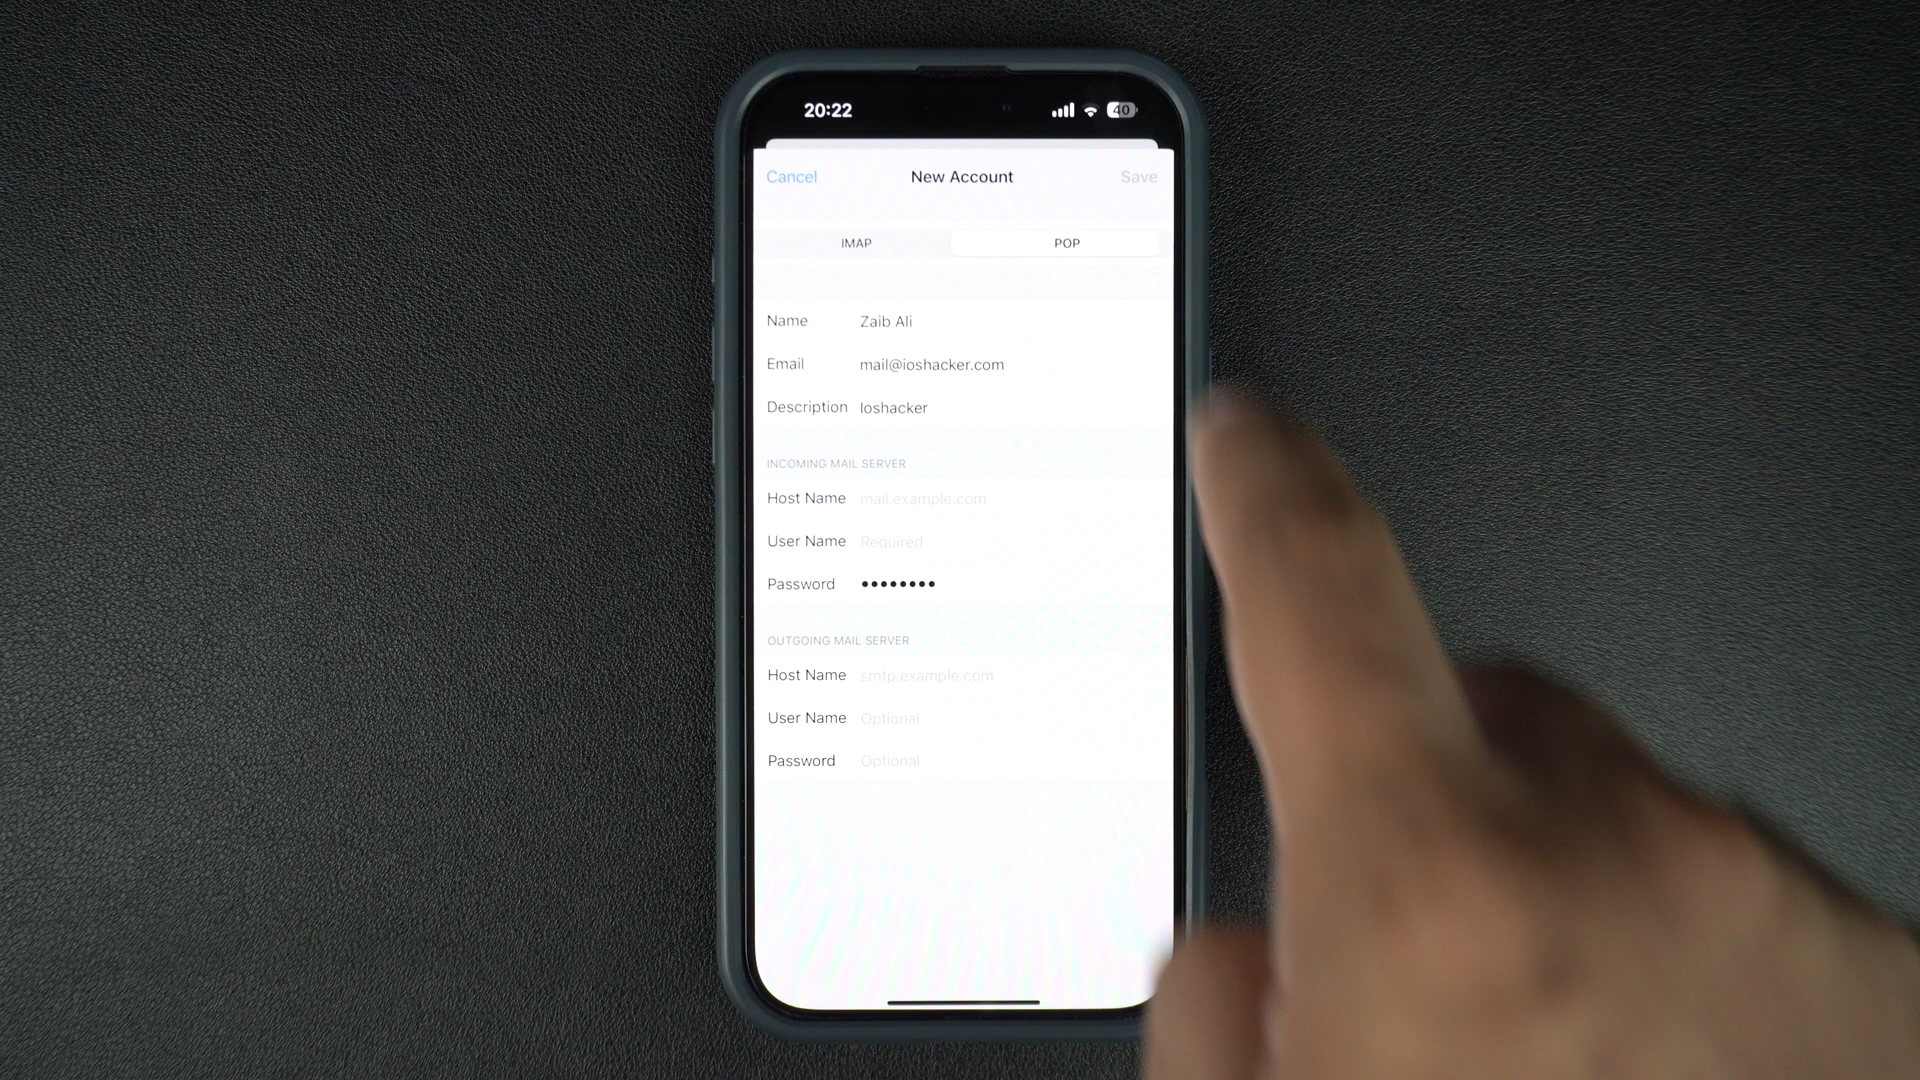 20:22 40
Cancel New Account Save
IMAP POP
Name Zaib Ali
Email mail@ioshacker.com
Description Ioshacker
INCOMING MAIL SERVER
Host Name mail.example.com
User Name Required
Password ••••••••
OUTGOING MAIL SERVER
Host Name smtp.example.com
User Name Optional
Password Optional